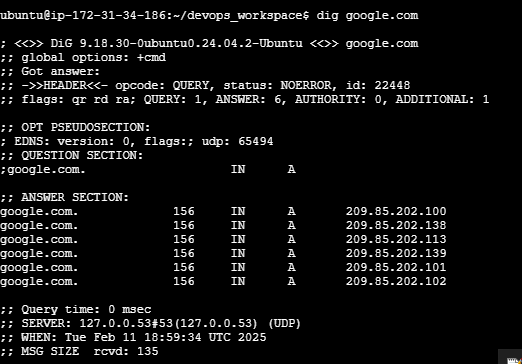 ubuntu@ip-172-31-34-186:~/devops_workspace$ dig google.com
; <<>> DiG 9.18.30-0ubuntu0.24.04.2-Ubuntu <<>> google.com
;; global options: +cmd
;; Got answer:
;; ->>HEADER<<- opcode: QUERY, status: NOERROR, id: 22448
;; flags: qr rd ra; QUERY: 1, ANSWER: 6, AUTHORITY: 0, ADDITIONAL: 1
;; OPT PSEUDOSECTION:
; EDNS: version: 0, flags:; udp: 65494
;; QUESTION SECTION:
;google.com. IN A
;; ANSWER SECTION:
google.com. 156 IN A 209.85.202.100
google.com. 156 IN A 209.85.202.138
google.com. 156 IN A 209.85.202.113
google.com. 156 IN A 209.85.202.139
google.com. 156 IN A 209.85.202.101
google.com. 156 IN A 209.85.202.102
;; Query time: 0 msec
;; SERVER: 127.0.0.53#53(127.0.0.53) (UDP)
;; WHEN: Tue Feb 11 18:59:34 UTC 2025
;; MSG SIZE rcvd: 135